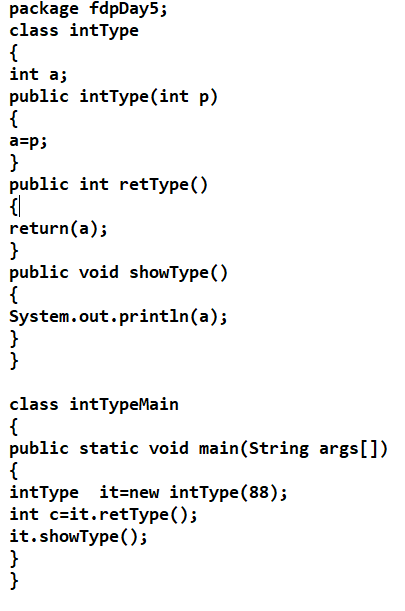 package fdpDay5;
class intType
{
int a;
public intType(int p)
{
a=p;
}
public int retType()
{
return(a);
}
public void showType()
{
System.out.println(a);
}
}

class intTypeMain
{
public static void main(String args[])
{
intType  it=new intType(88);
int c=it.retType();
it.showType();
}
}